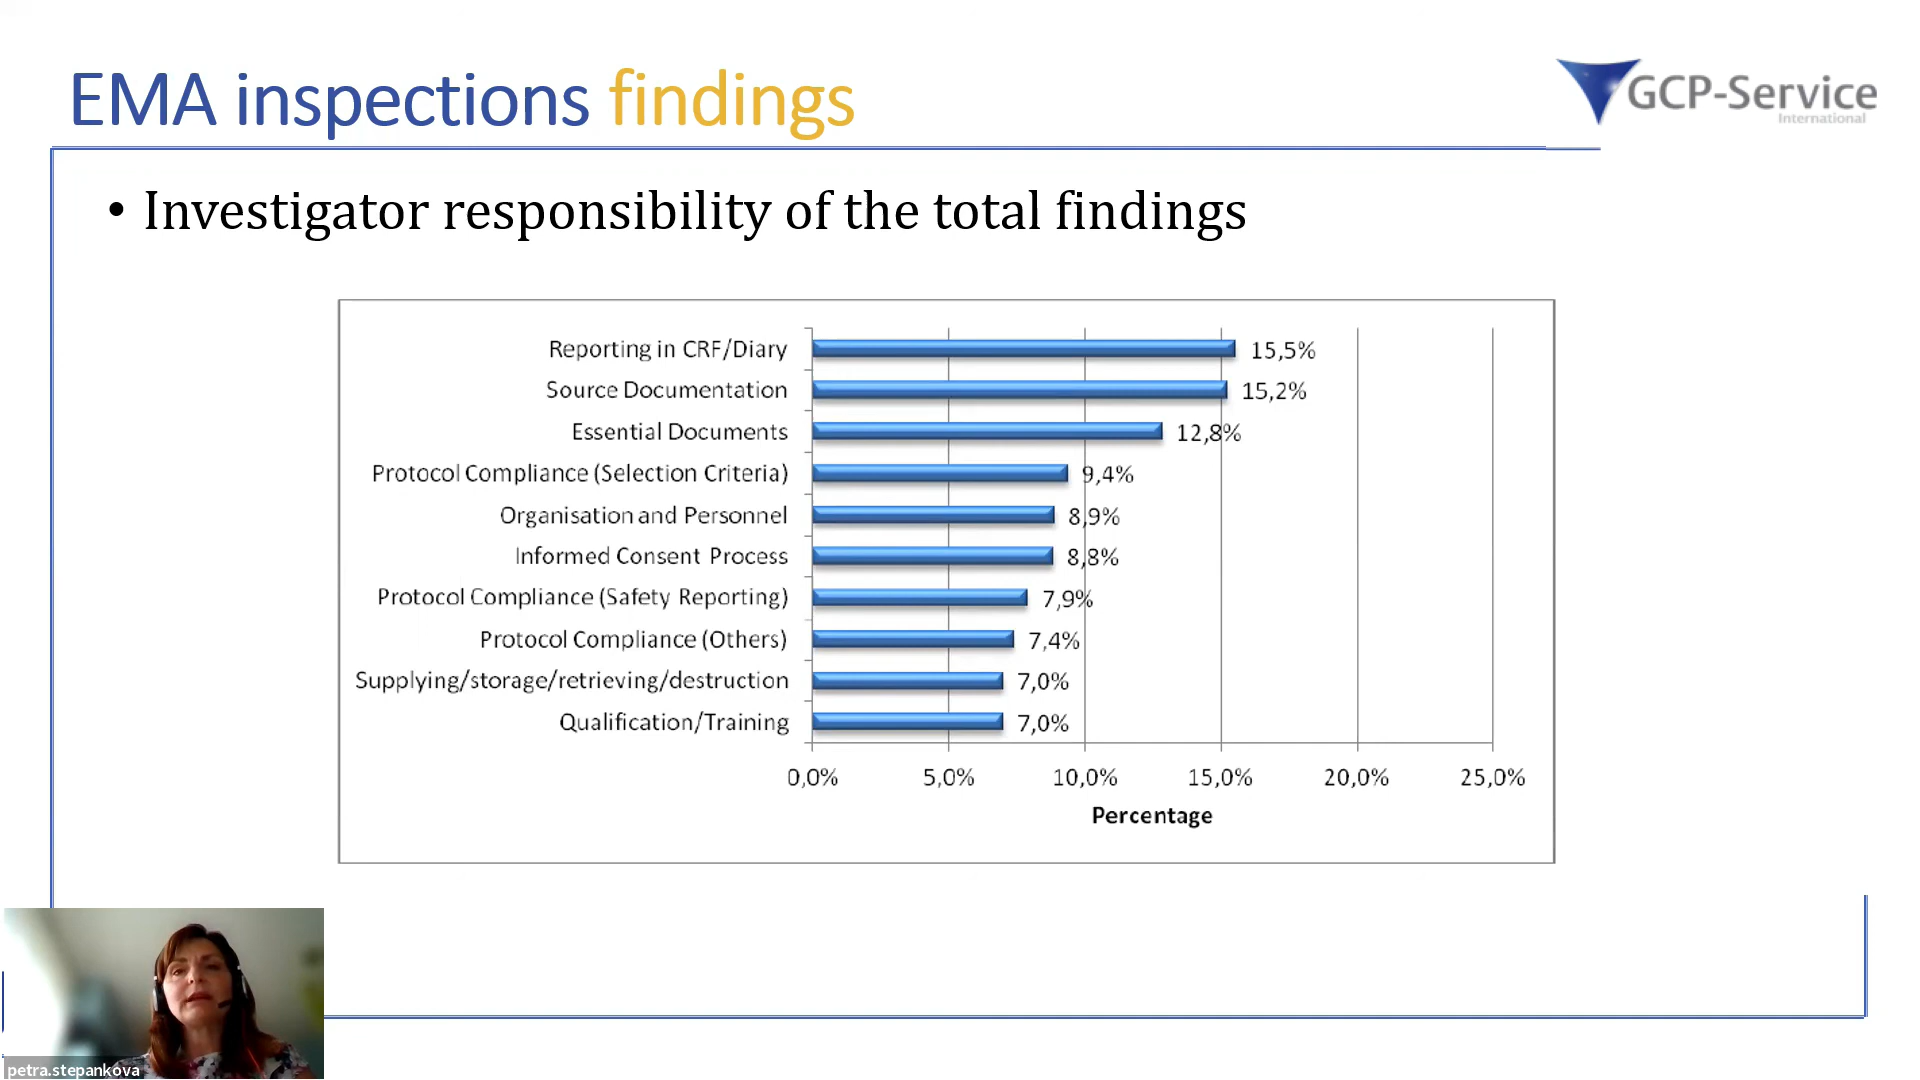 EMA inspections findings
GCP-Service
International
• Investigator responsibility of the total findings
Reporting in CRF/Diary 15,5%
Source Documentation 15,2%
Essential Documents 12,8%
Protocol Compliance (Selection Criteria) 9,4%
Organisation and Personnel 8,9%
Informed Consent Process 8,8%
Protocol Compliance (Safety Reporting) 7,9%
Protocol Compliance (Others) 7,4%
Supplying/storage/retrieving/destruction 7,0%
Qualification/Training 7,0%
0,0% 5,0% 10,0% 15,0% 20,0% 25,0%
Percentage
petra.stepankova